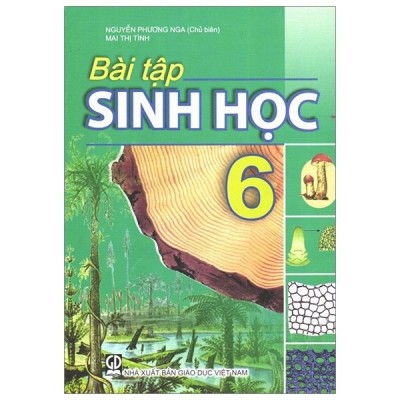 NGUYỄN PHƯƠNG NGA (Chủ biên)
MAI THỊ TÌNH
Bài tập
SINH HỌC
6
GD
NHÀ XUẤT BẢN GIÁO DỤC VIỆT NAM